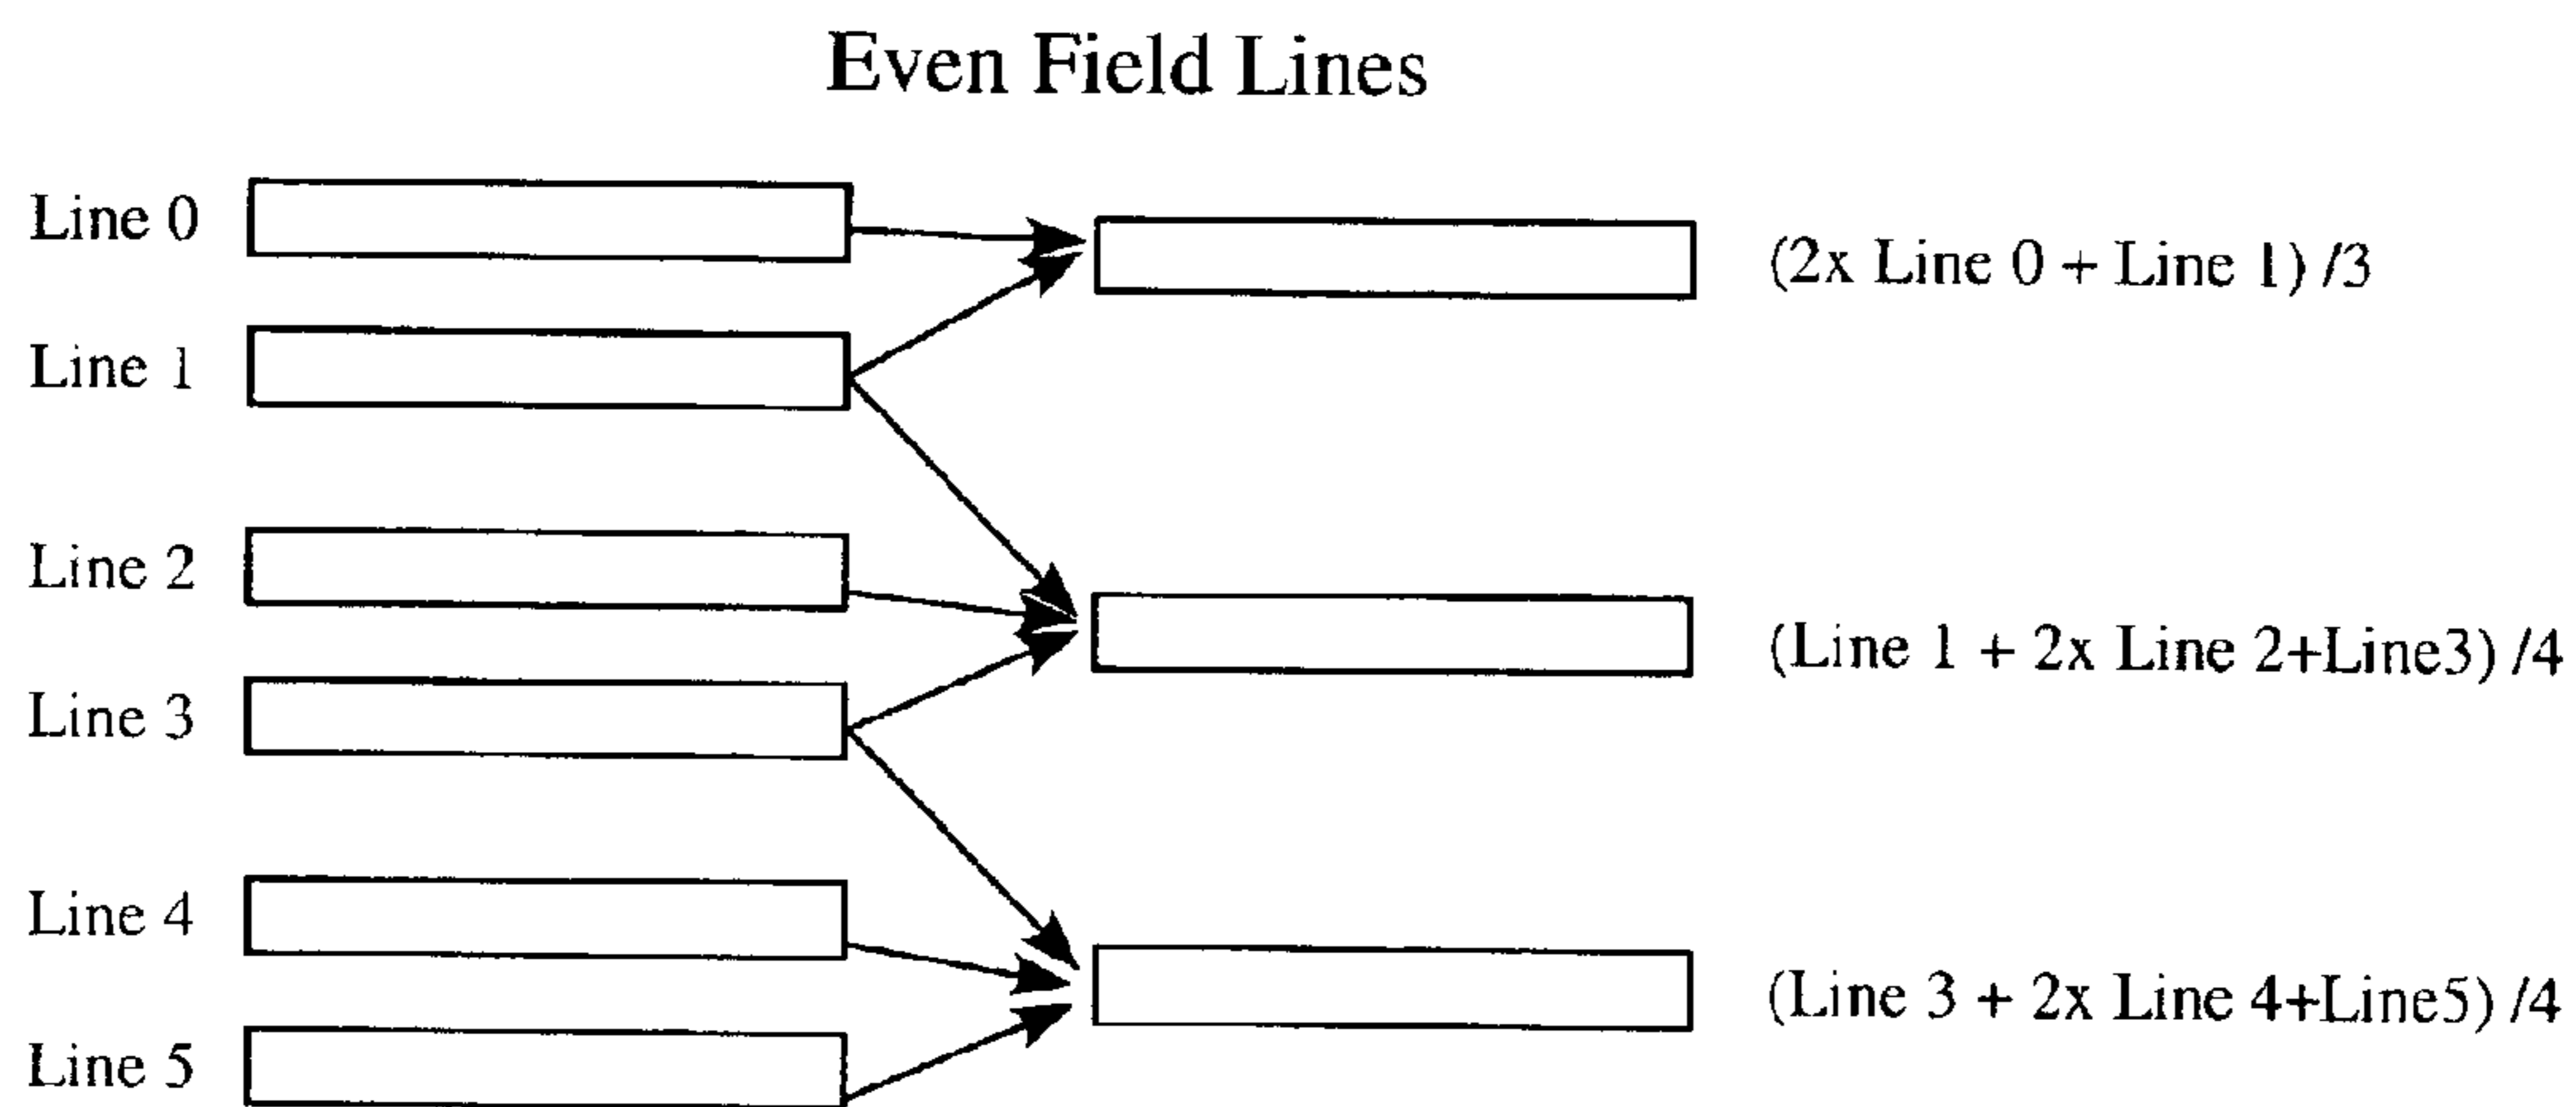 Even Field Lines
Line 0
(2x Line 0 + Line 1) /3
Line 1
Line 2
(Line 1 + 2x Line 2+Line3) /4
Line 3
Line 4
(Line 3 + 2x Line 4+Line5) /4
Line 5